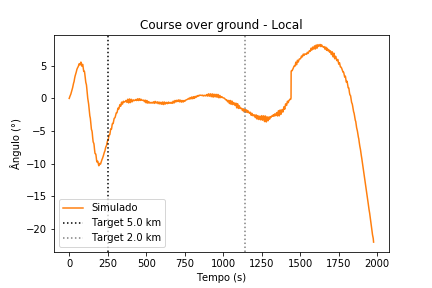 Course over ground - Local
Ângulo (°)
5
0
−5
−10
−15
−20
Simulado
Target 5.0 km
Target 2.0 km
0 250 500 750 1000 1250 1500 1750 2000
Tempo (s)